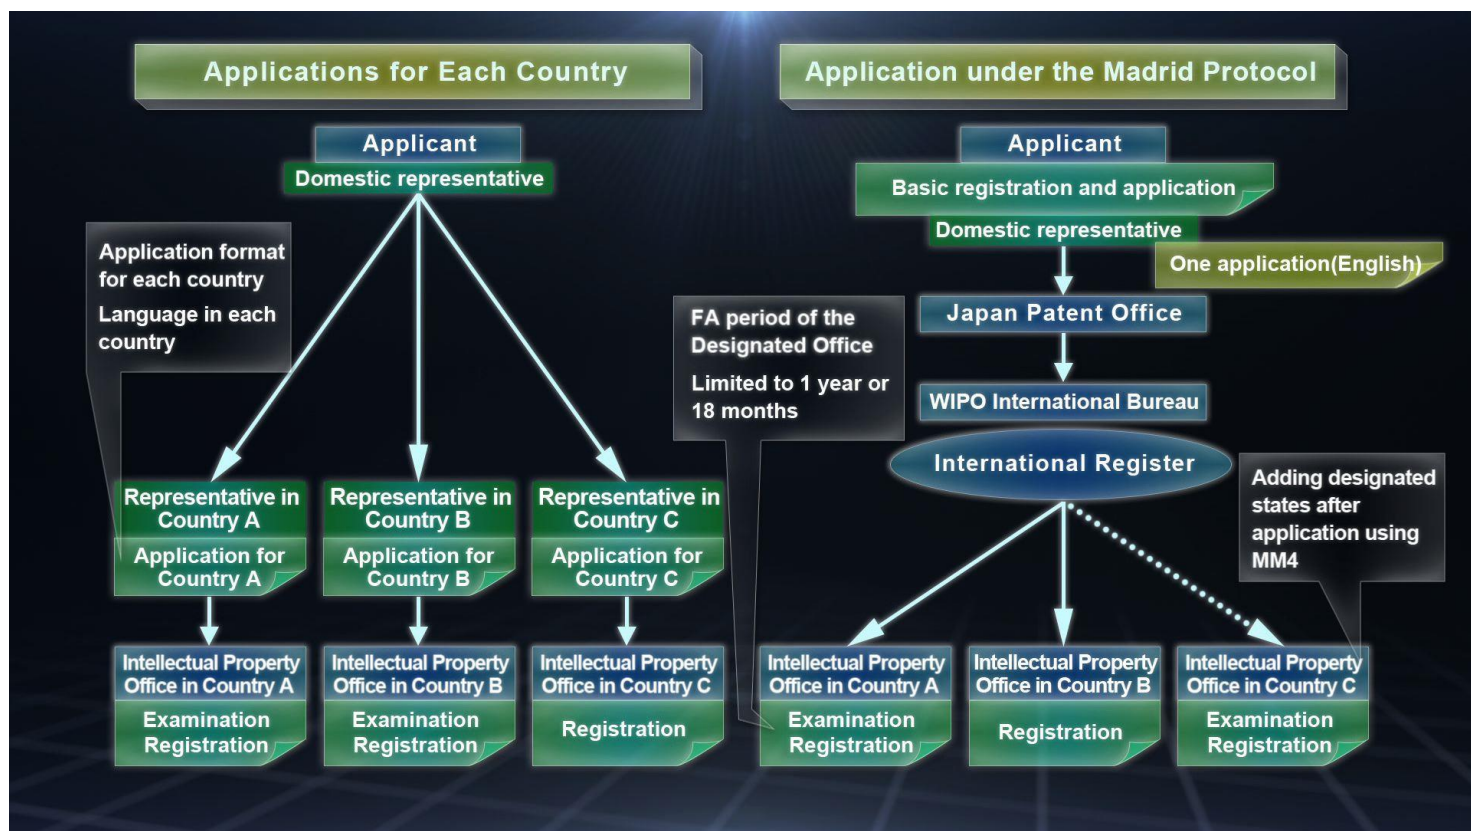 Applications for Each Country
Applicant
Domestic representative
Application format
for each country
Language in each
country
Representative in
Country A
Application for
Country A
Representative in
Country B
Application for
Country B
Representative in
Country C
Application for
Country C
Intellectual Property
Office in Country A
Examination
Registration
Intellectual Property
Office in Country B
Examination
Registration
Intellectual Property
Office in Country C
Registration
Application under the Madrid Protocol
Applicant
Basic registration and application
Domestic representative
One application(English)
Japan Patent Office
FA period of the
Designated Office
Limited to 1 year or
18 months
WIPO International Bureau
International Register
Adding designated
states after
application using
MM4
Intellectual Property
Office in Country A
Examination
Registration
Intellectual Property
Office in Country B
Registration
Intellectual Property
Office in Country C
Examination
Registration